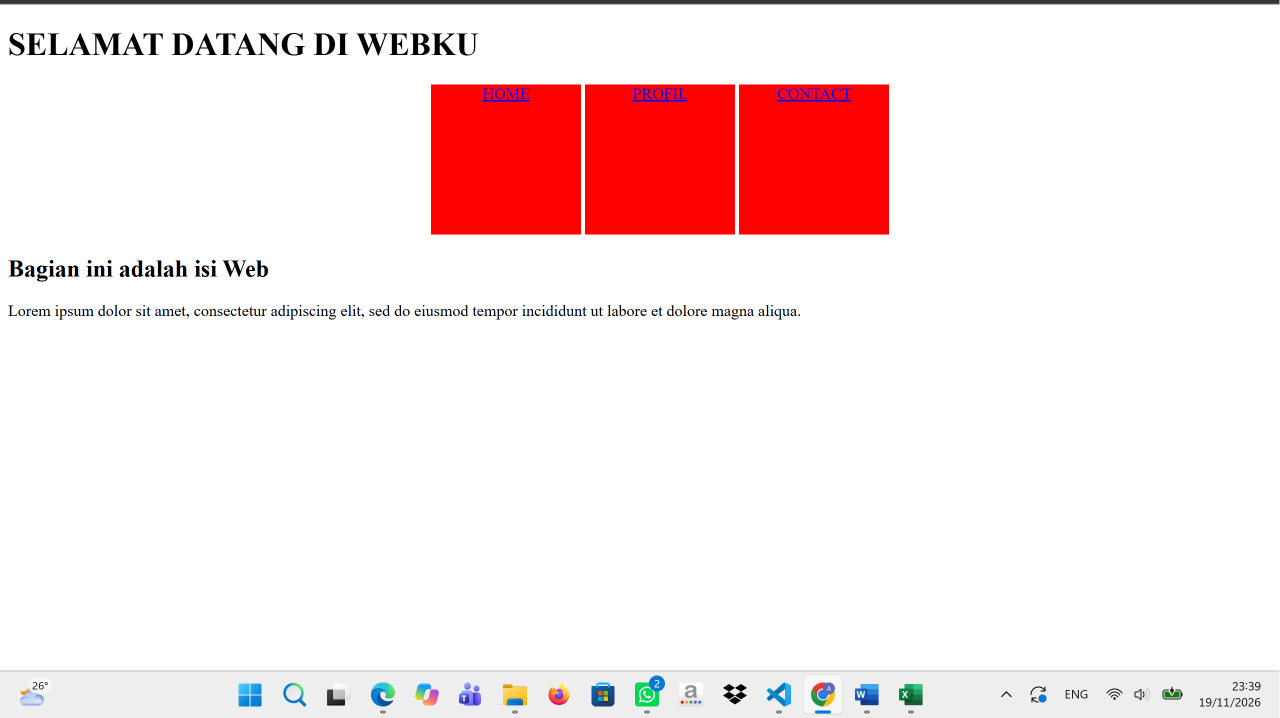 SELAMAT DATANG DI WEBKU
HOME PROFIL CONTACT
Bagian ini adalah isi Web
Lorem ipsum dolor sit amet, consectetur adipiscing elit, sed do eiusmod tempor incididunt ut labore et dolore magna aliqua.
26°
2
ENG
23:39
19/11/2026